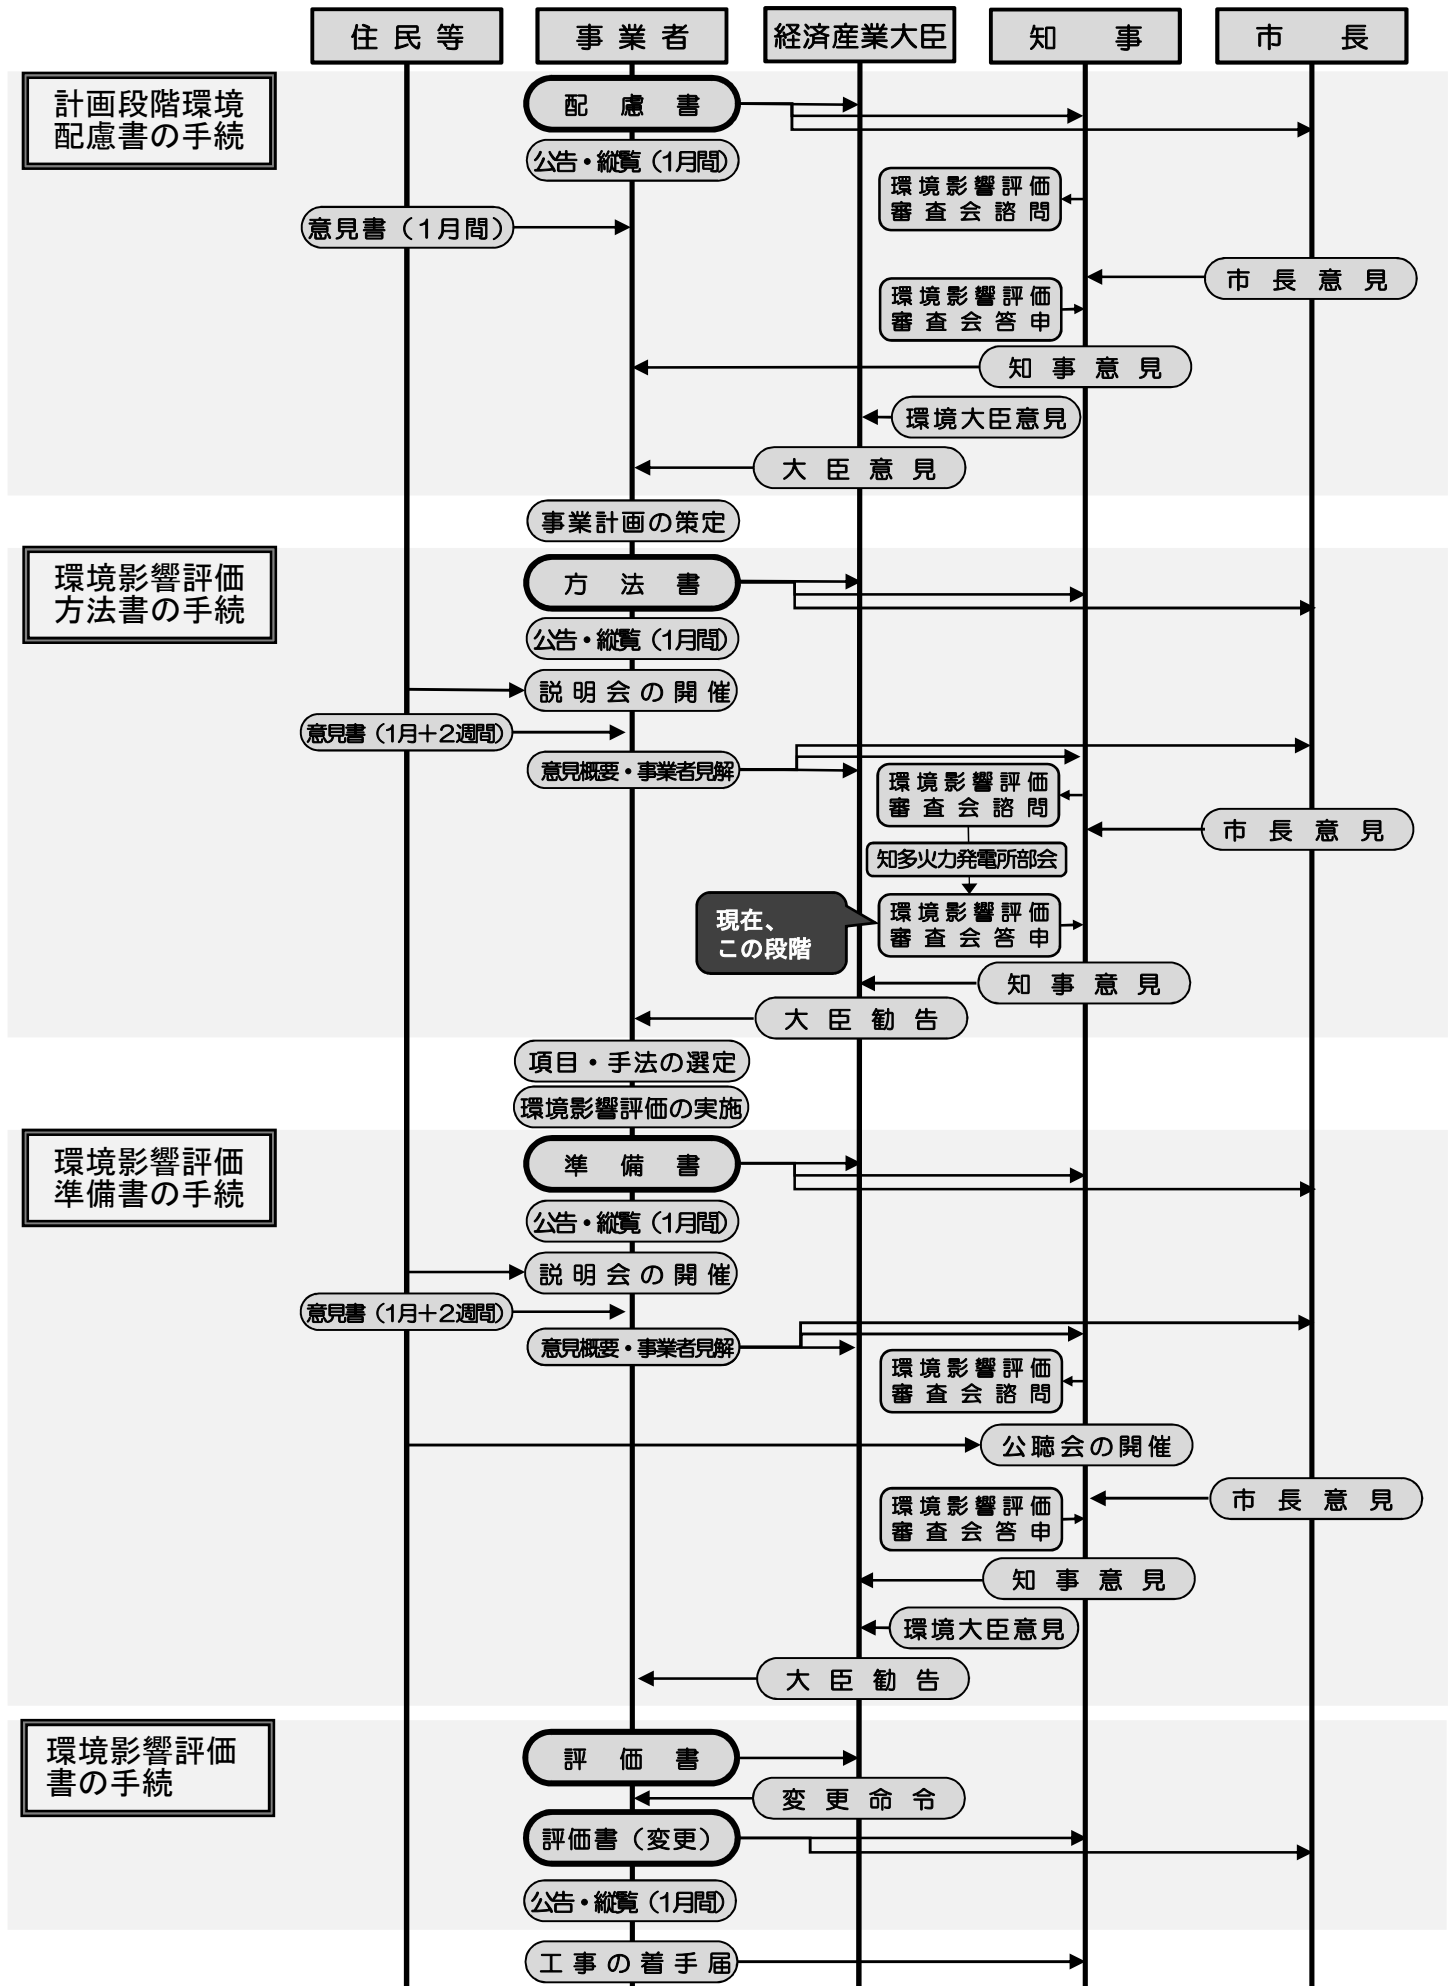 住民等
事業者
経済産業大臣
知事
市長
計画段階環境
配慮書の手続
配慮書
公告・縦覧（1月間）
環境影響評価
審査会諮問
意見書（1月間）
市長意見
環境影響評価
審査会答申
知事意見
環境大臣意見
大臣意見
事業計画の策定
環境影響評価
方法書の手続
方法書
公告・縦覧（1月間）
説明会の開催
意見書（1月＋2週間）
意見概要・事業者見解
環境影響評価
審査会諮問
市長意見
知多火力発電所部会
現在、
この段階
環境影響評価
審査会答申
知事意見
大臣勧告
項目・手法の選定
環境影響評価の実施
環境影響評価
準備書の手続
準備書
公告・縦覧（1月間）
説明会の開催
意見書（1月＋2週間）
意見概要・事業者見解
環境影響評価
審査会諮問
公聴会の開催
市長意見
環境影響評価
審査会答申
知事意見
環境大臣意見
大臣勧告
環境影響評価
書の手続
評価書
変更命令
評価書（変更）
公告・縦覧（1月間）
工事の着手届